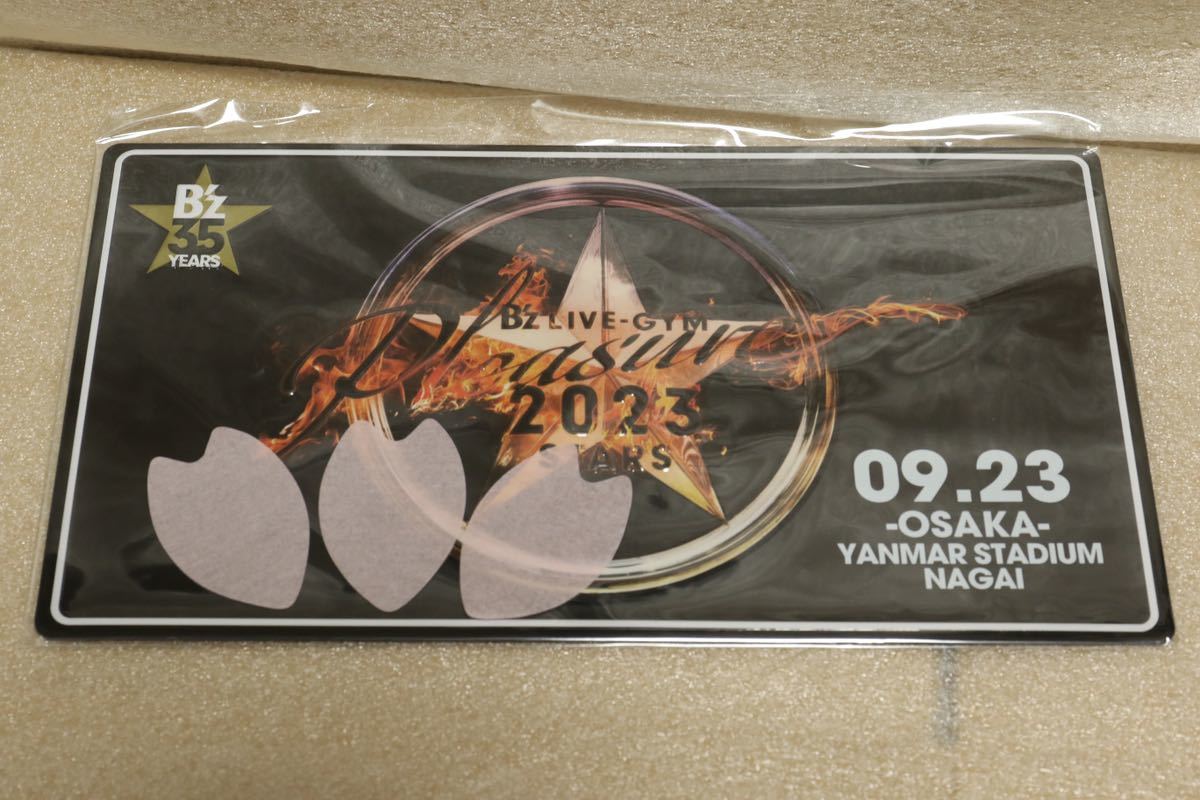 B'z
35
YEARS
B'z LIVE-GYM
Pleasure
2023
STARS
09.23
-OSAKA-
YANMAR STADIUM
NAGAI